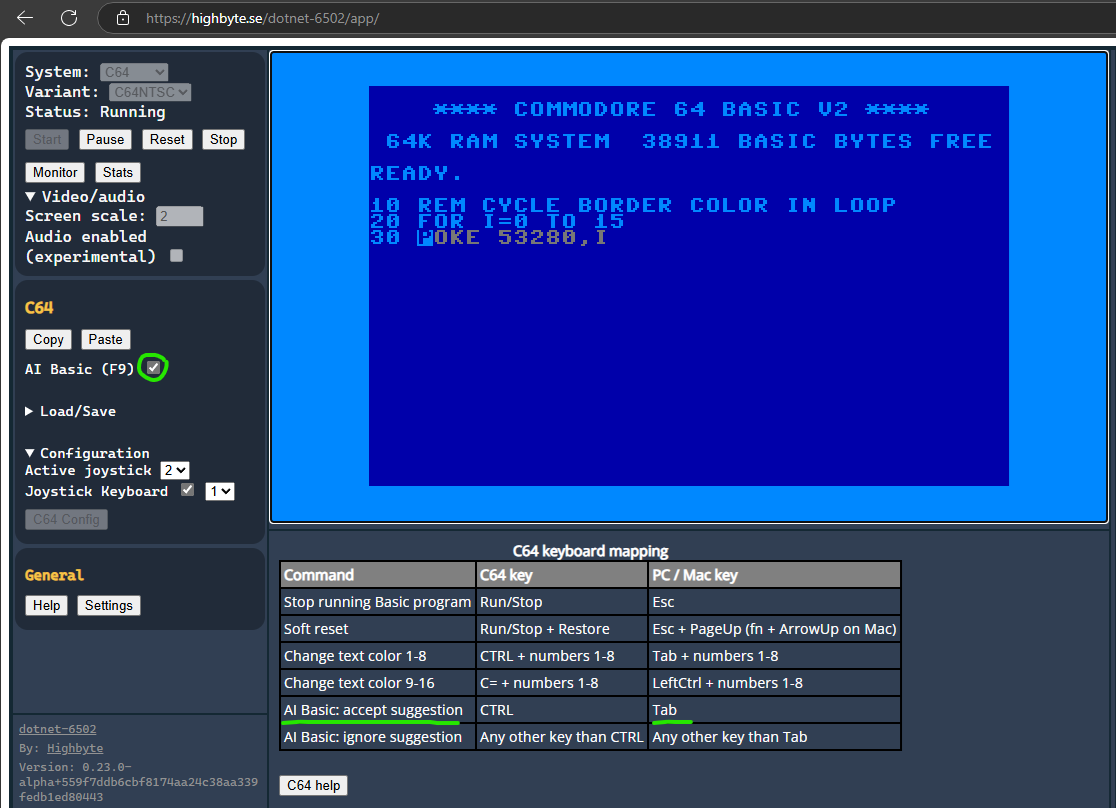 https://highbyte.se/dotnet-6502/app/
System: C64
Variant: C64NTSC
Status: Running
Start Pause Reset Stop
Monitor Stats
▼ Video/audio
Screen scale: 2
Audio enabled
(experimental)
C64
Copy Paste
AI Basic (F9)
▶ Load/Save
▼ Configuration
Active joystick 2
Joystick Keyboard 1
C64 Config
General
Help Settings
dotnet-6502
By: Highbyte
Version: 0.23.0-
alpha+559f7ddb6cbf8174aa24c38aa339
fedb1ed80443
**** COMMODORE 64 BASIC V2 ****
64K RAM SYSTEM 38911 BASIC BYTES FREE
READY.
10 REM CYCLE BORDER COLOR IN LOOP
20 FOR I=0 TO 15
30 POKE 53280,I
C64 keyboard mapping
Command C64 key PC / Mac key
Stop running Basic program Run/Stop Esc
Soft reset Run/Stop + Restore Esc + PageUp (fn + ArrowUp on Mac)
Change text color 1-8 CTRL + numbers 1-8 Tab + numbers 1-8
Change text color 9-16 C= + numbers 1-8 LeftCtrl + numbers 1-8
AI Basic: accept suggestion CTRL Tab
AI Basic: ignore suggestion Any other key than CTRL Any other key than Tab
C64 help